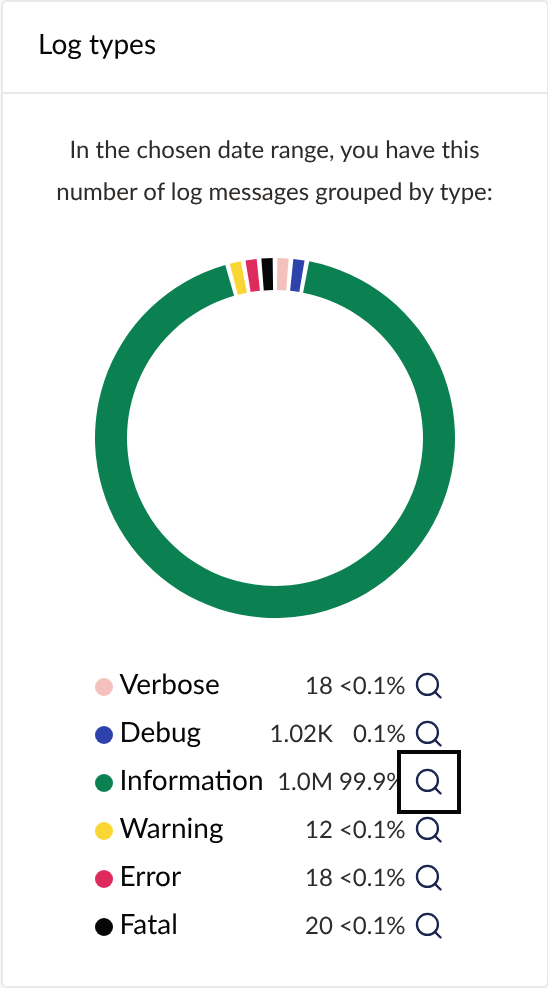 Log types
In the chosen date range, you have this
number of log messages grouped by type:
Verbose 18 <0.1%
Debug 1.02K 0.1%
Information 1.0M 99.9%
Warning 12 <0.1%
Error 18 <0.1%
Fatal 20 <0.1%